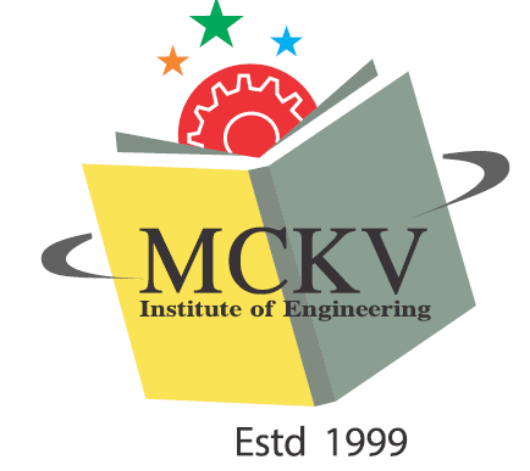 MCKV
Institute of Engineering
Estd 1999